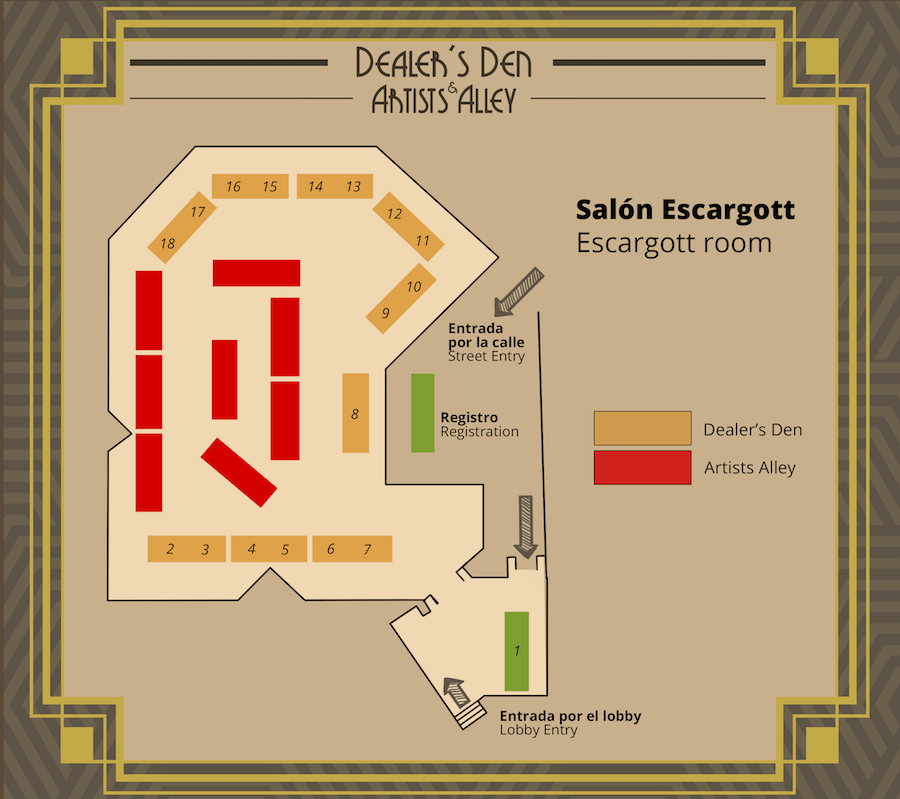 DEALER'S DEN
&
ARTISTS ALLEY
Salón Escargott
Escargott room
16 15 14 13
17 12
18 11
10
9
Entrada
por la calle
Street Entry
8
Registro
Registration
Dealer's Den
Artists Alley
2 3 4 5 6 7
1
Entrada por el lobby
Lobby Entry